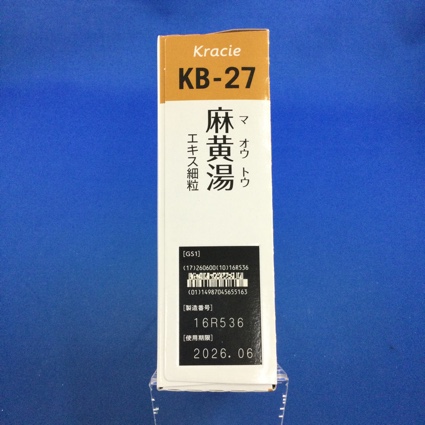 Kracie
KB-27
麻黄湯
マ オウ トウ
エキス細粒
[GS1]
(17)260600(10)16R536
(01)14987045655163
[製造番号]
16R536
[使用期限]
2026.06